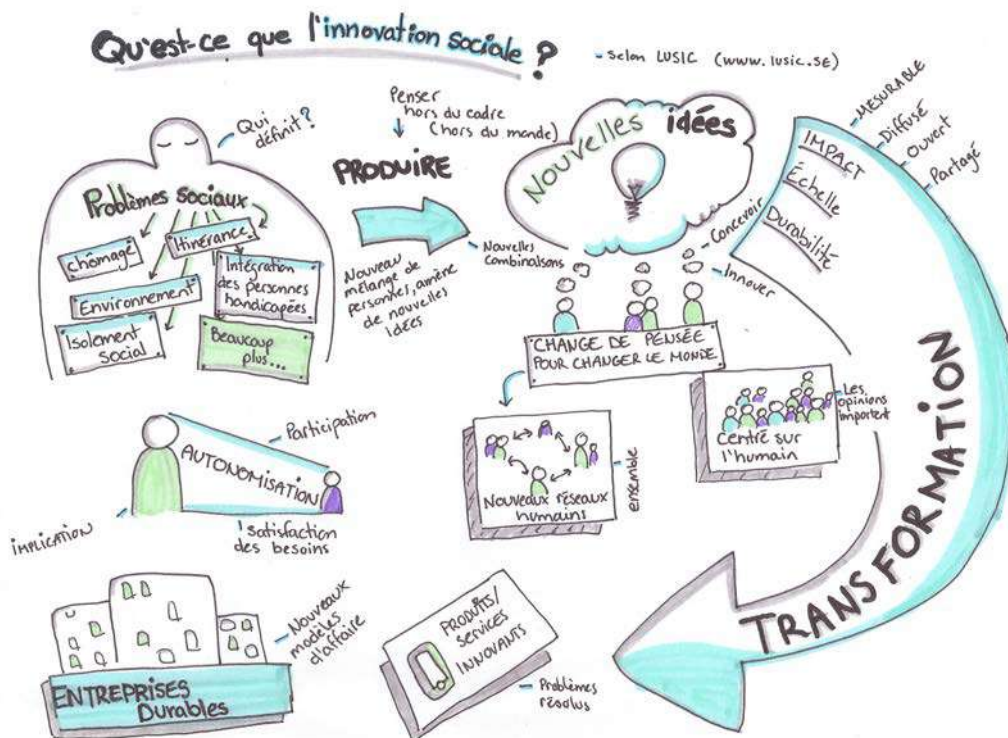 Qu'est-ce que l'innovation sociale ?
- selon LUSIC (www.lusic.se)
Qui
définit?
Problèmes sociaux
chômage
Itinérance
Environnement
Intégration
des personnes
handicapées
Isolement
social
Beaucoup
plus...
Penser
hors du cadre
(hors du monde)
PRODUIRE
Nouveau
mélange de
personnes, amène
de nouvelles
idées
Nouvelles idées
Nouvelles
combinaisons
Concevoir
Innover
CHANGE DE PENSÉE
POUR CHANGER LE MONDE
IMPACT
Échelle
Durabilité
MESURABLE
Diffusé
Ouvert
Partagé
TRANSFORMATION
Nouveaux réseaux
humains
ensemble
Centré sur
l'humain
Les
opinions
importent
Participation
AUTONOMISATION
IMPLICATION
satisfaction
des besoins
Nouveaux
modèles
d'affaire
ENTREPRISES
Durables
PRODUITS/
services
INNOVANTS
Problèmes
résolus